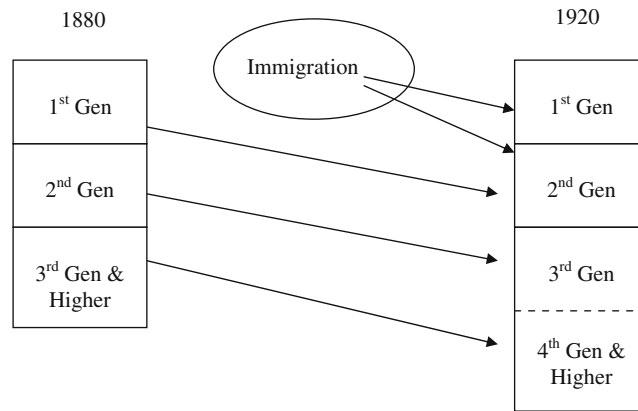 1880
1920
Immigration
1st Gen
2nd Gen
3rd Gen &
Higher
1st Gen
2nd Gen
3rd Gen
4th Gen &
Higher